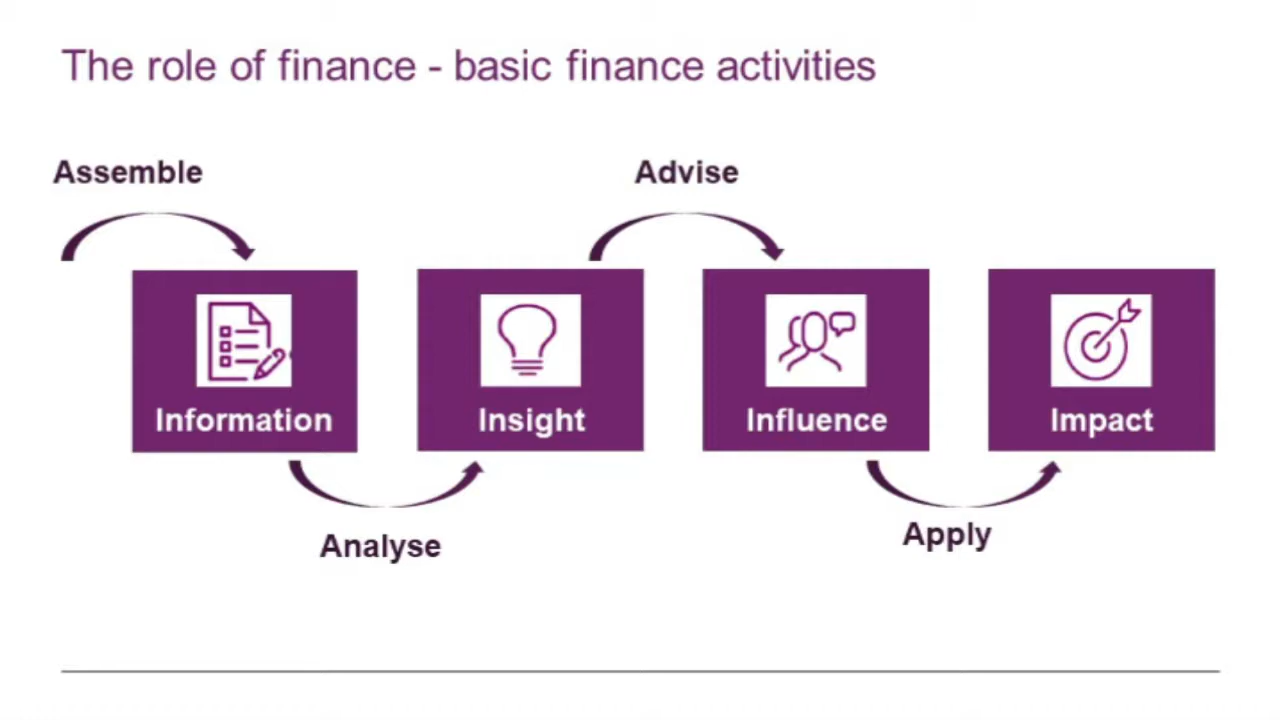 The role of finance - basic finance activities
Assemble
Advise
Information
Insight
Influence
Impact
Analyse
Apply